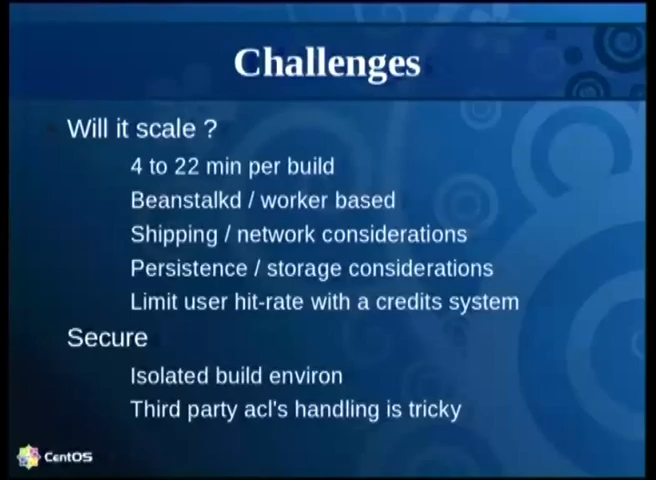 Challenges
Will it scale ?
4 to 22 min per build
Beanstalkd / worker based
Shipping / network considerations
Persistence / storage considerations
Limit user hit-rate with a credits system
Secure
Isolated build environ
Third party acl's handling is tricky
CentOS